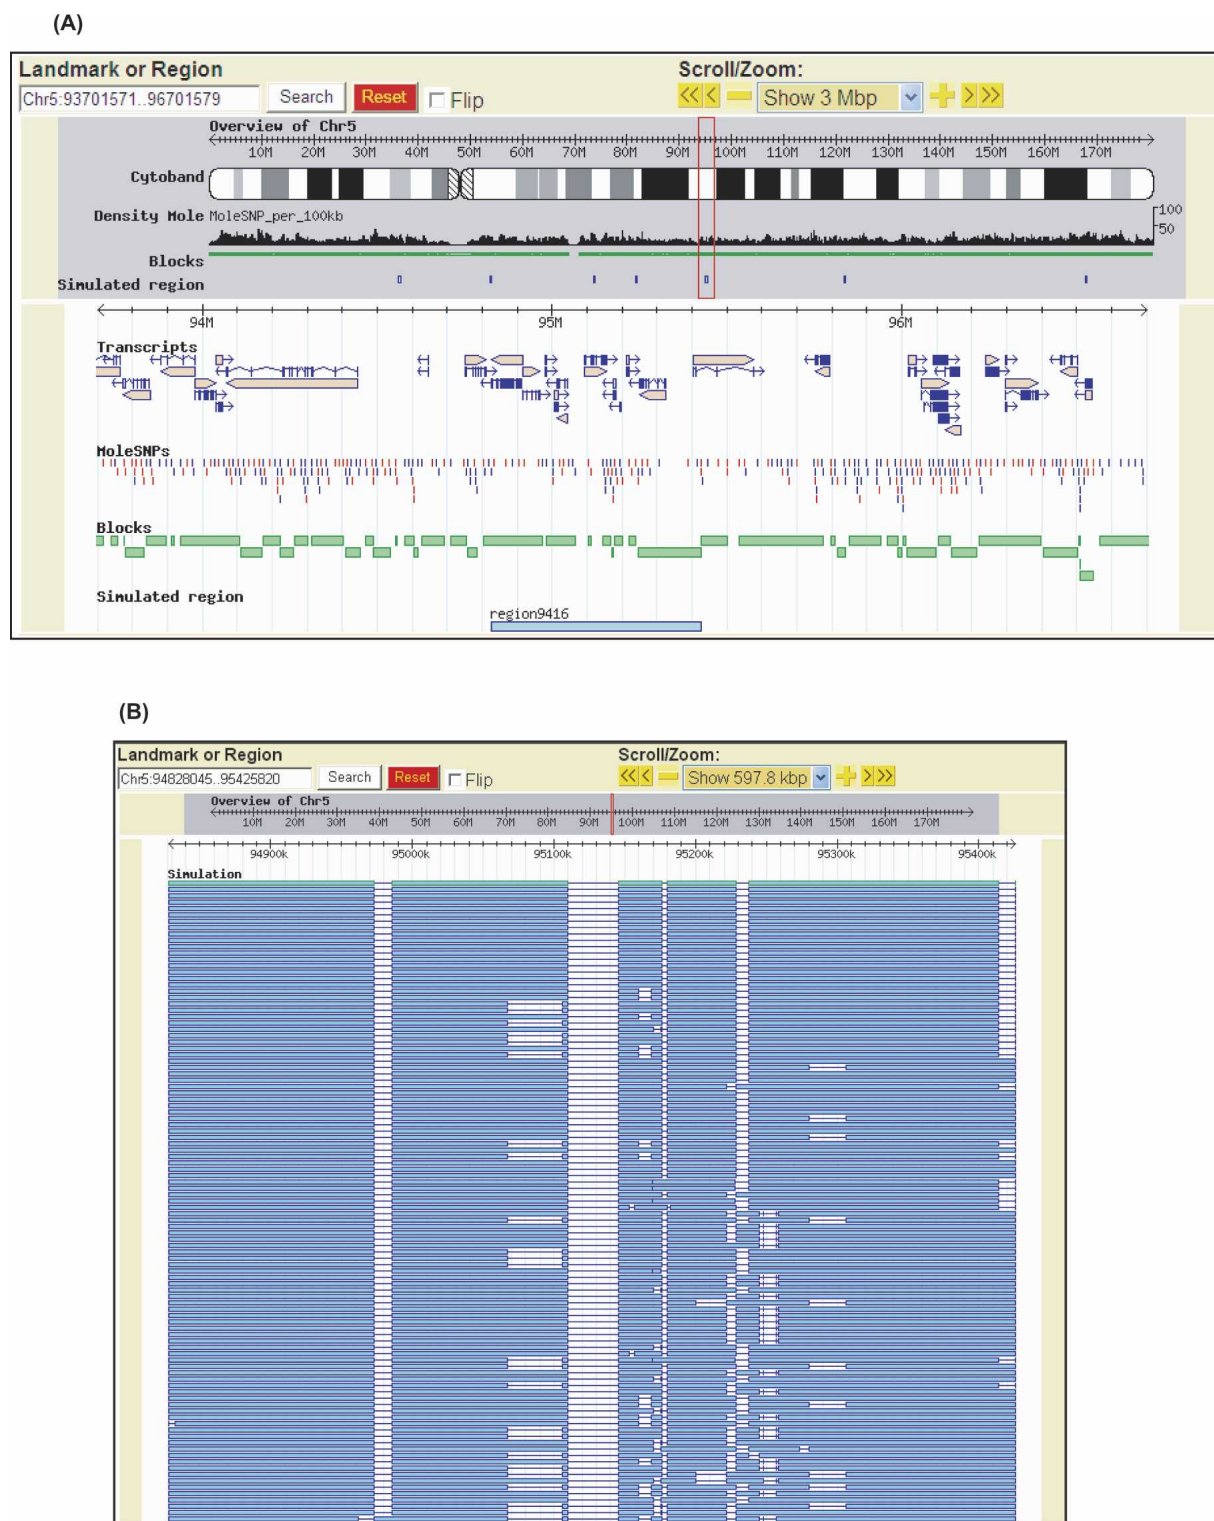 (A)
Landmark or Region
Scroll/Zoom:
Chr5:93701571..96701579 Search Reset Flip << < Show 3 Mbp > >>
Overview of Chr5
10M 20M 30M 40M 50M 60M 70M 80M 90M 100M 110M 120M 130M 140M 150M 160M 170M
Cytoband
Density Mole MoleSNP_per_100kb
100
50
Blocks
Simulated region
94M 95M 96M
Transcripts
MoleSNPs
Blocks
Simulated region
region9416
(B)
Landmark or Region
Scroll/Zoom:
Chr5:94828045..95425820 Search Reset Flip << < Show 597.8 kbp > >>
Overview of Chr5
10M 20M 30M 40M 50M 60M 70M 80M 90M 100M 110M 120M 130M 140M 150M 160M 170M
94900k 95000k 95100k 95200k 95300k 95400k
Simulation